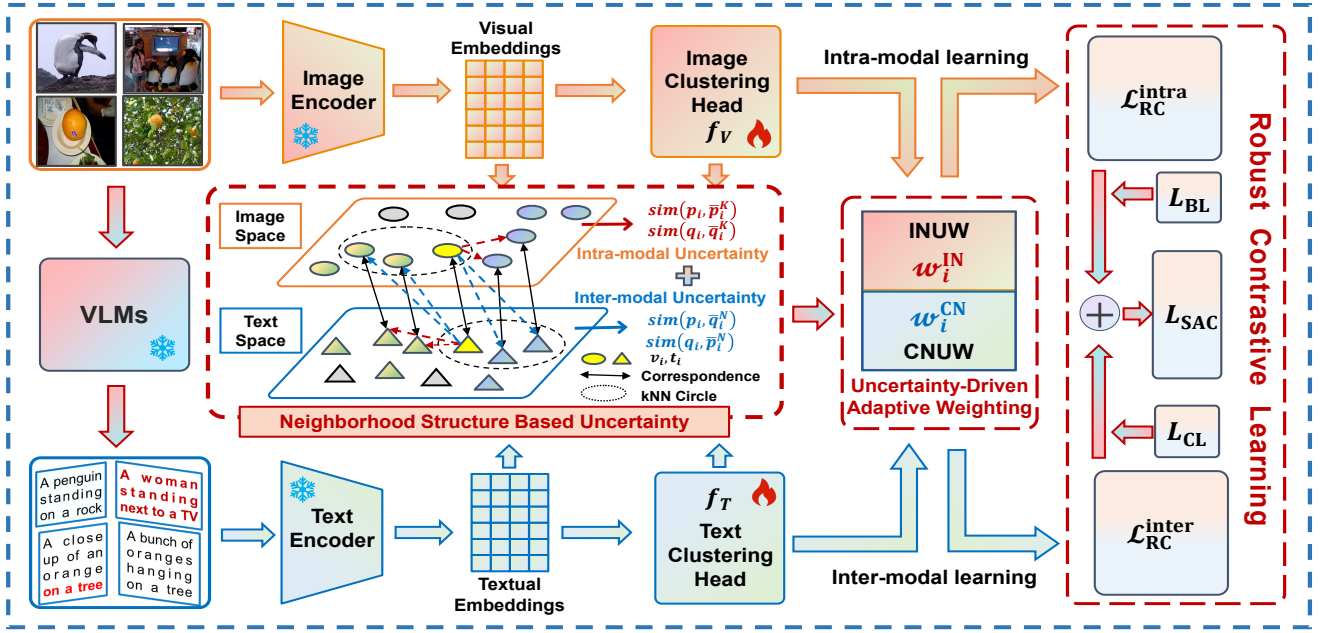 Image
Encoder
Visual
Embeddings
Image
Clustering
Head
f_V
Intra-modal learning
VLMs
Image
Space
Text
Space
sim(p_i, p̄_i^K)
sim(q_i, q̄_i^K)
Intra-modal Uncertainty
Inter-modal Uncertainty
sim(p_i, q̄_i^N)
sim(q_i, p̄_i^N)
v_i, t_i
Correspondence
kNN Circle
Neighborhood Structure Based Uncertainty
INUW
w_i^IN
w_i^CN
CNUW
Uncertainty-Driven
Adaptive Weighting
A penguin
standing
on a rock
A woman
standing
next to a TV
A close
up of an
orange
on a tree
A bunch of
oranges
hanging
on a tree
Text
Encoder
Textual
Embeddings
f_T
Text
Clustering
Head
Inter-modal learning
ℒ_RC^intra
L_BL
+
L_SAC
L_CL
ℒ_RC^inter
Robust Contrastive Learning